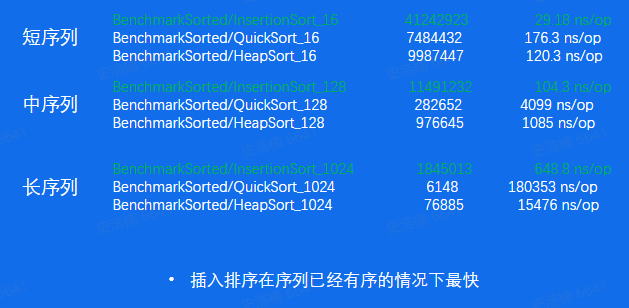 BenchmarkSorted/InsertionSort_16 41242923 29.18 ns/op
短序列 BenchmarkSorted/QuickSort_16 7484432 176.3 ns/op
BenchmarkSorted/HeapSort_16 9987447 120.3 ns/op
BenchmarkSorted/InsertionSort_128 11491232 104.3 ns/op
中序列 BenchmarkSorted/QuickSort_128 282652 4099 ns/op
BenchmarkSorted/HeapSort_128 976645 1085 ns/op
BenchmarkSorted/InsertionSort_1024 1845013 648.8 ns/op
长序列 BenchmarkSorted/QuickSort_1024 6148 180353 ns/op
BenchmarkSorted/HeapSort_1024 76885 15476 ns/op
• 插入排序在序列已经有序的情况下最快